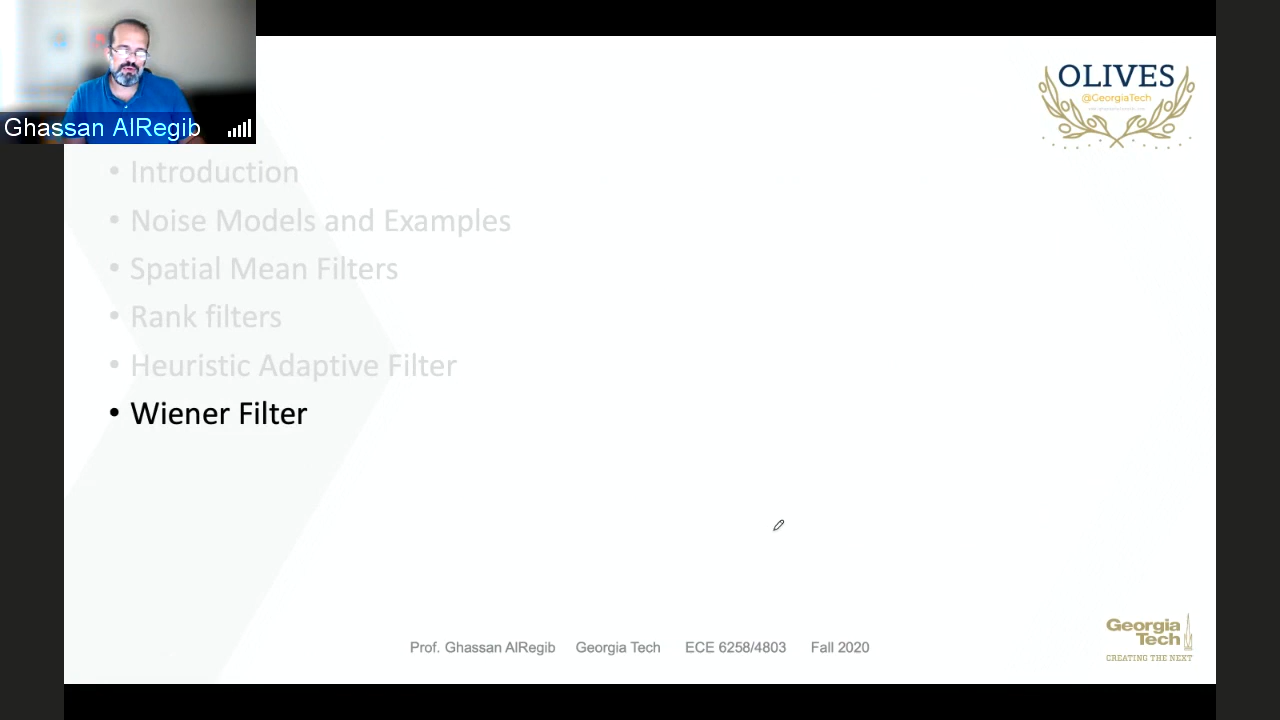 Ghassan AlRegib
OLIVES
@GeorgiaTech
• Introduction
• Noise Models and Examples
• Spatial Mean Filters
• Rank filters
• Heuristic Adaptive Filter
• Wiener Filter
Prof. Ghassan AlRegib Georgia Tech ECE 6258/4803 Fall 2020
Georgia
Tech
CREATING THE NEXT